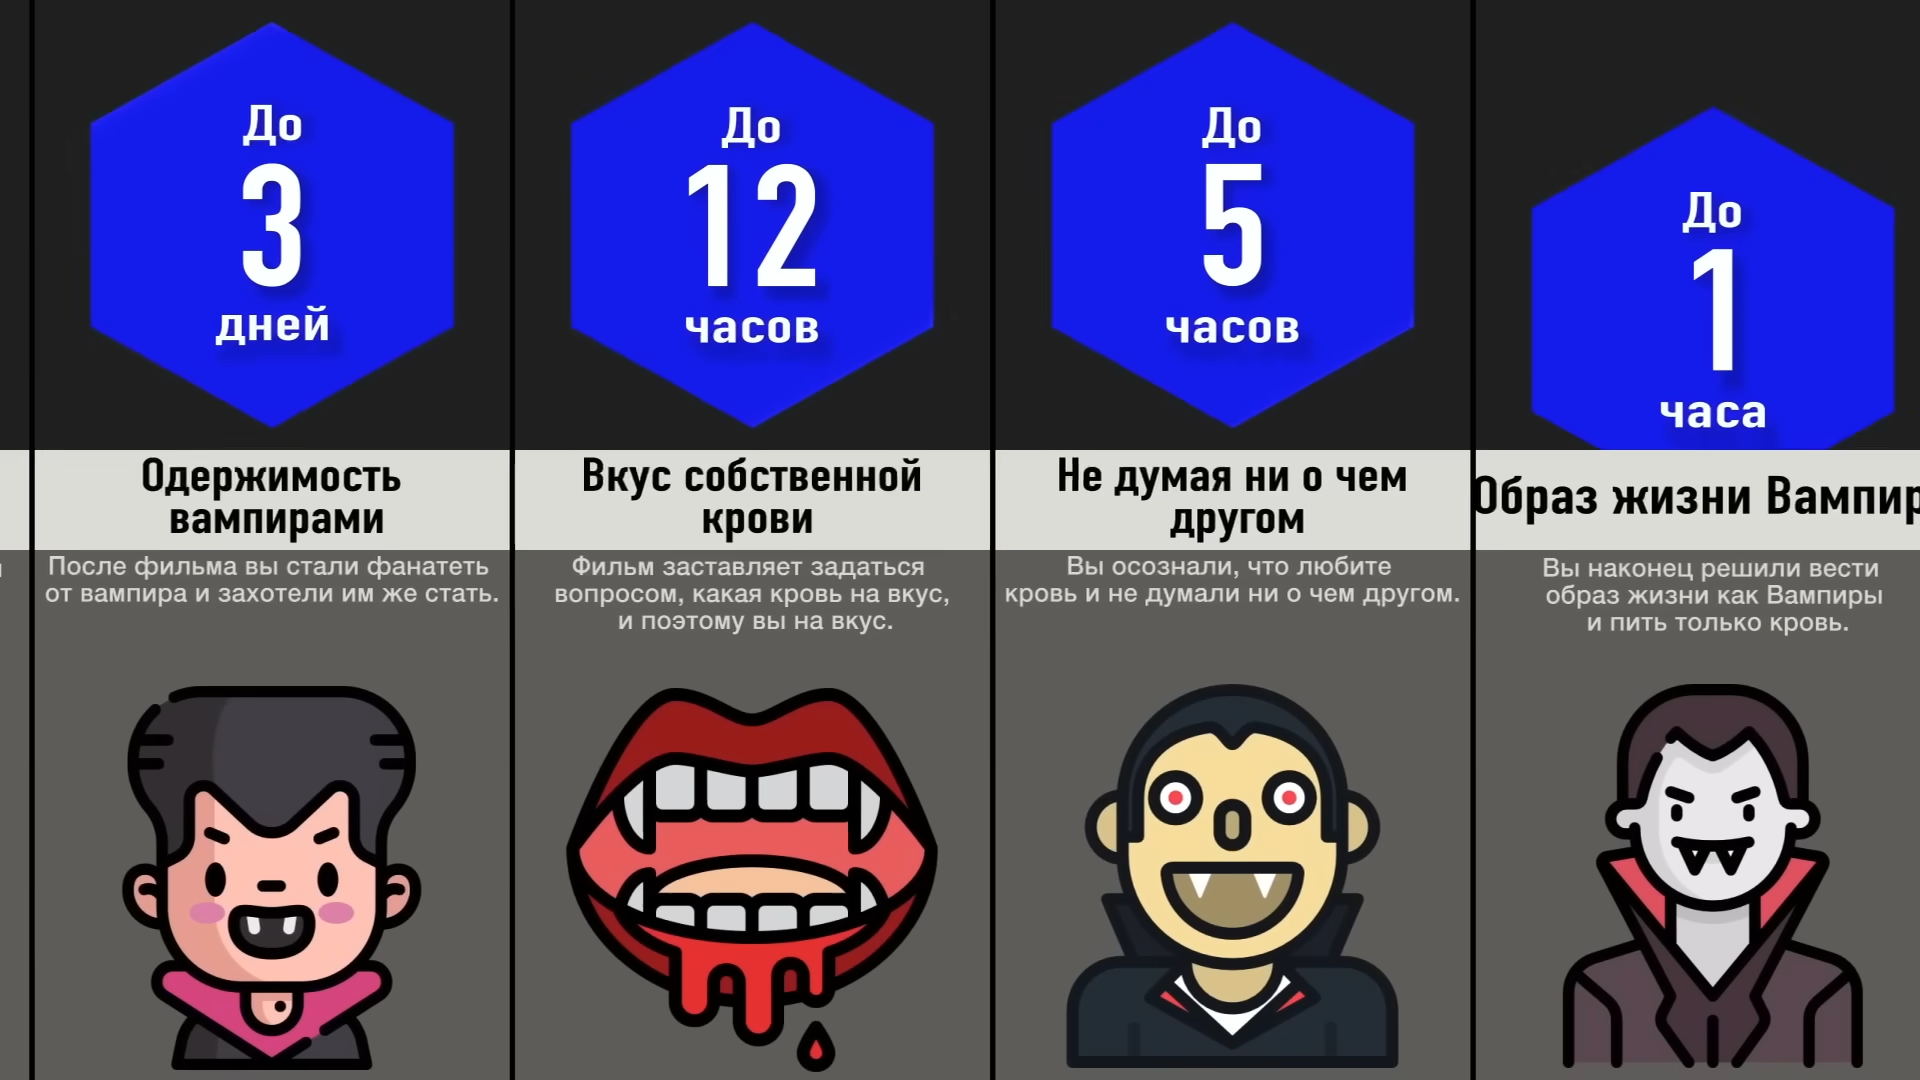 До
3
дней
Одержимость
вампирами
После фильма вы стали фанатеть
от вампира и захотели им же стать.
До
12
часов
Вкус собственной
крови
Фильм заставляет задаться
вопросом, какая кровь на вкус,
и поэтому вы на вкус.
До
5
часов
Не думая ни о чем
другом
Вы осознали, что любите
кровь и не думали ни о чем другом.
До
1
часа
Образ жизни Вампир
Вы наконец решили вести
образ жизни как Вампиры
и пить только кровь.